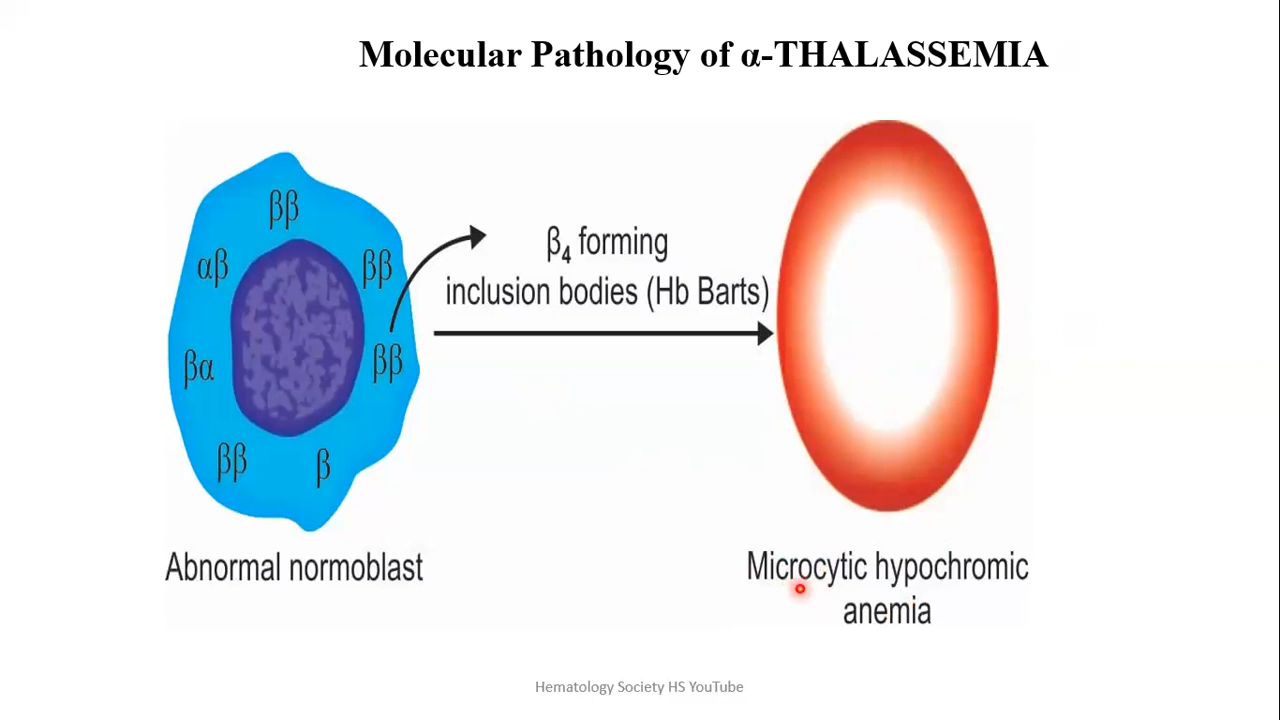 Molecular Pathology of α-THALASSEMIA
ββ
αβ
ββ
βα
ββ
ββ
β
β₄ forming
inclusion bodies (Hb Barts)
Abnormal normoblast
Microcytic hypochromic
anemia
Hematology Society HS YouTube